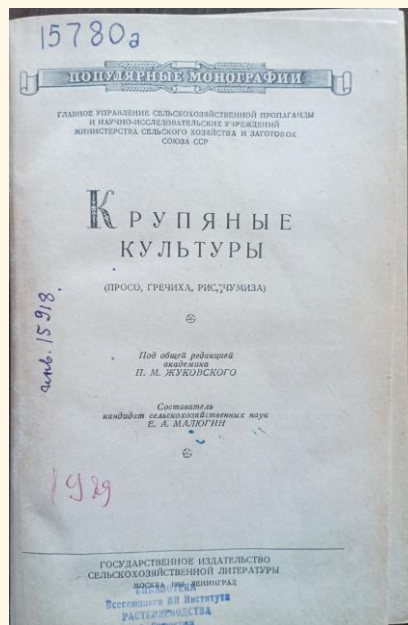 15780а
ПОПУЛЯРНЫЕ МОНОГРАФИИ
ГЛАВНОЕ УПРАВЛЕНИЕ СЕЛЬСКОХОЗЯЙСТВЕННОЙ ПРОПАГАНДЫ
И НАУЧНО-ИССЛЕДОВАТЕЛЬСКИХ УЧРЕЖДЕНИЙ
МИНИСТЕРСТВА СЕЛЬСКОГО ХОЗЯЙСТВА И ЗАГОТОВОК
СОЮЗА ССР
КРУПЯНЫЕ
КУЛЬТУРЫ
(ПРОСО, ГРЕЧИХА, РИС, ЧУМИЗА)
инв. 15918.
Под общей редакцией
академика
П. М. ЖУКОВСКОГО
Составитель
кандидат сельскохозяйственных наук
Е. А. МАЛЮГИН
1929
ГОСУДАРСТВЕННОЕ ИЗДАТЕЛЬСТВО
СЕЛЬСКОХОЗЯЙСТВЕННОЙ ЛИТЕРАТУРЫ
МОСКВА 1953 ЛЕНИНГРАД
БИБЛИОТЕКА
Всесоюзного НИ Института
РАСТЕНИЕВОДСТВА